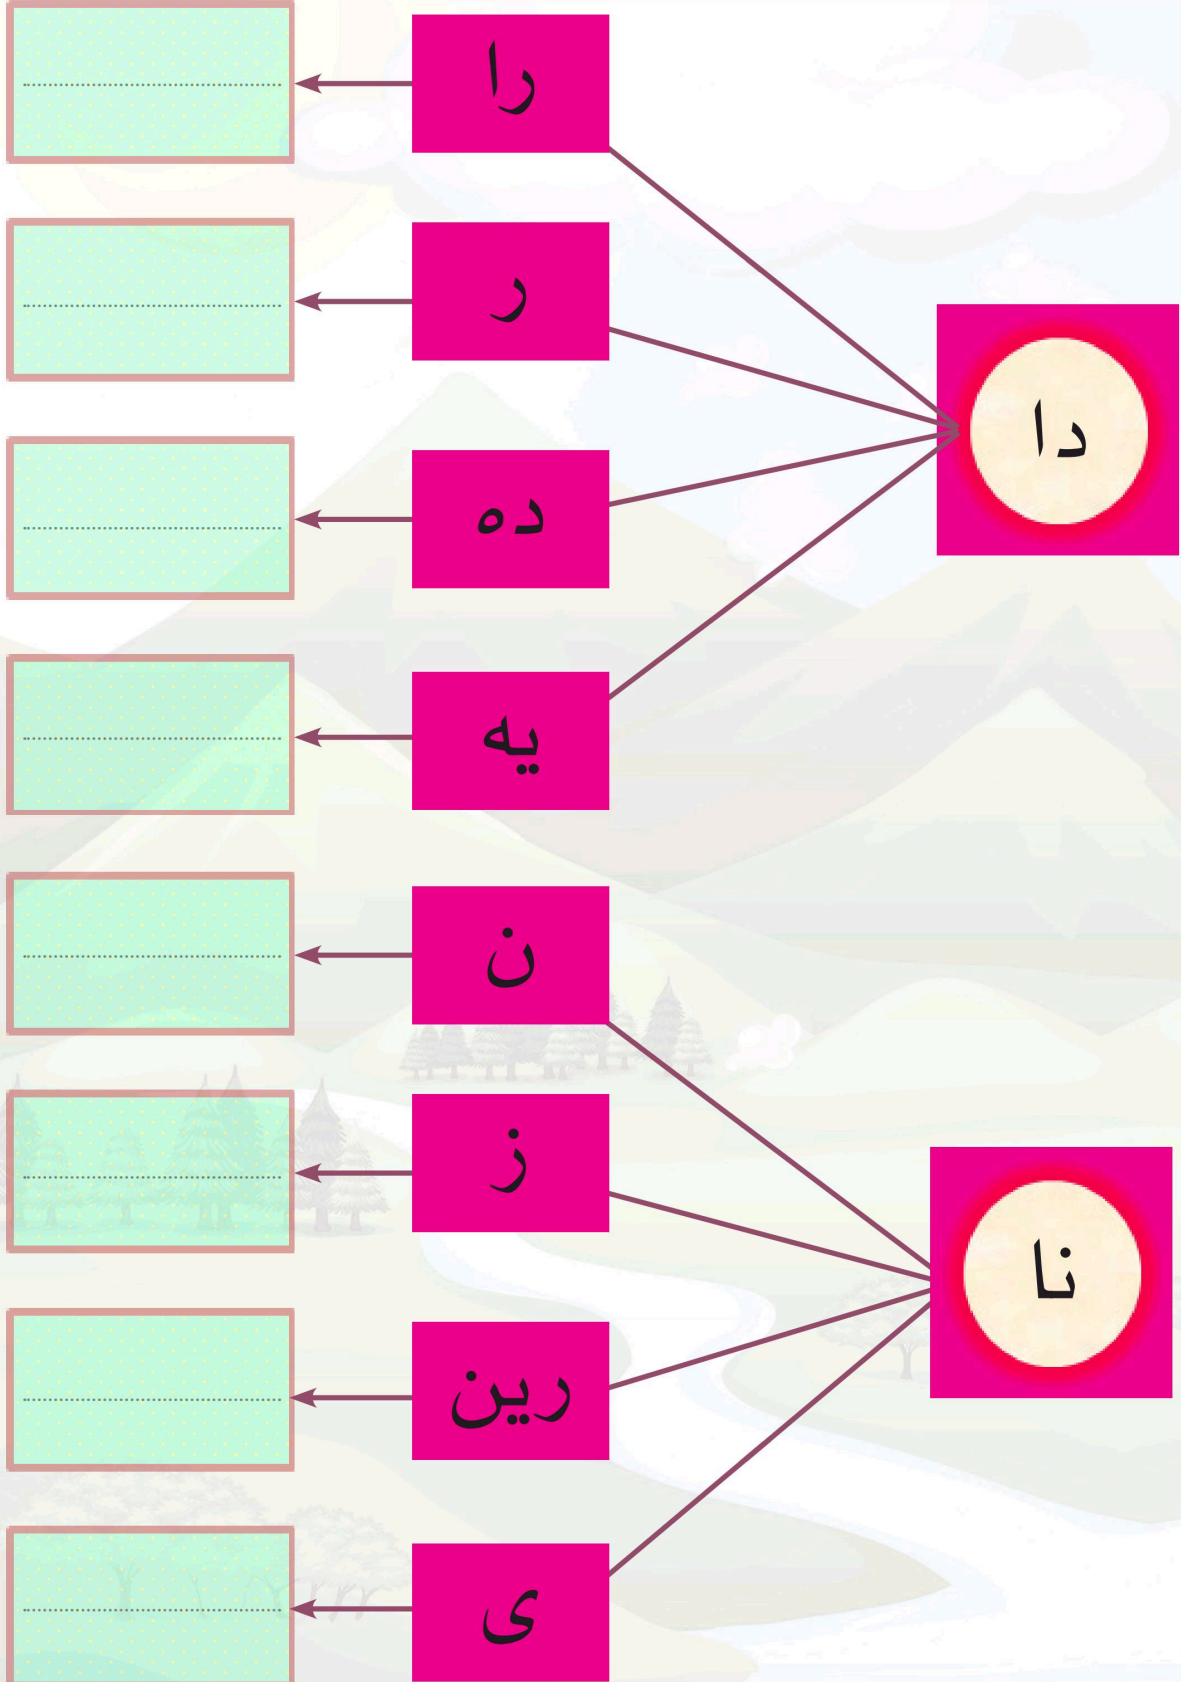 دا
را
ر
ده
یه
نا
ن
ز
رین
ی